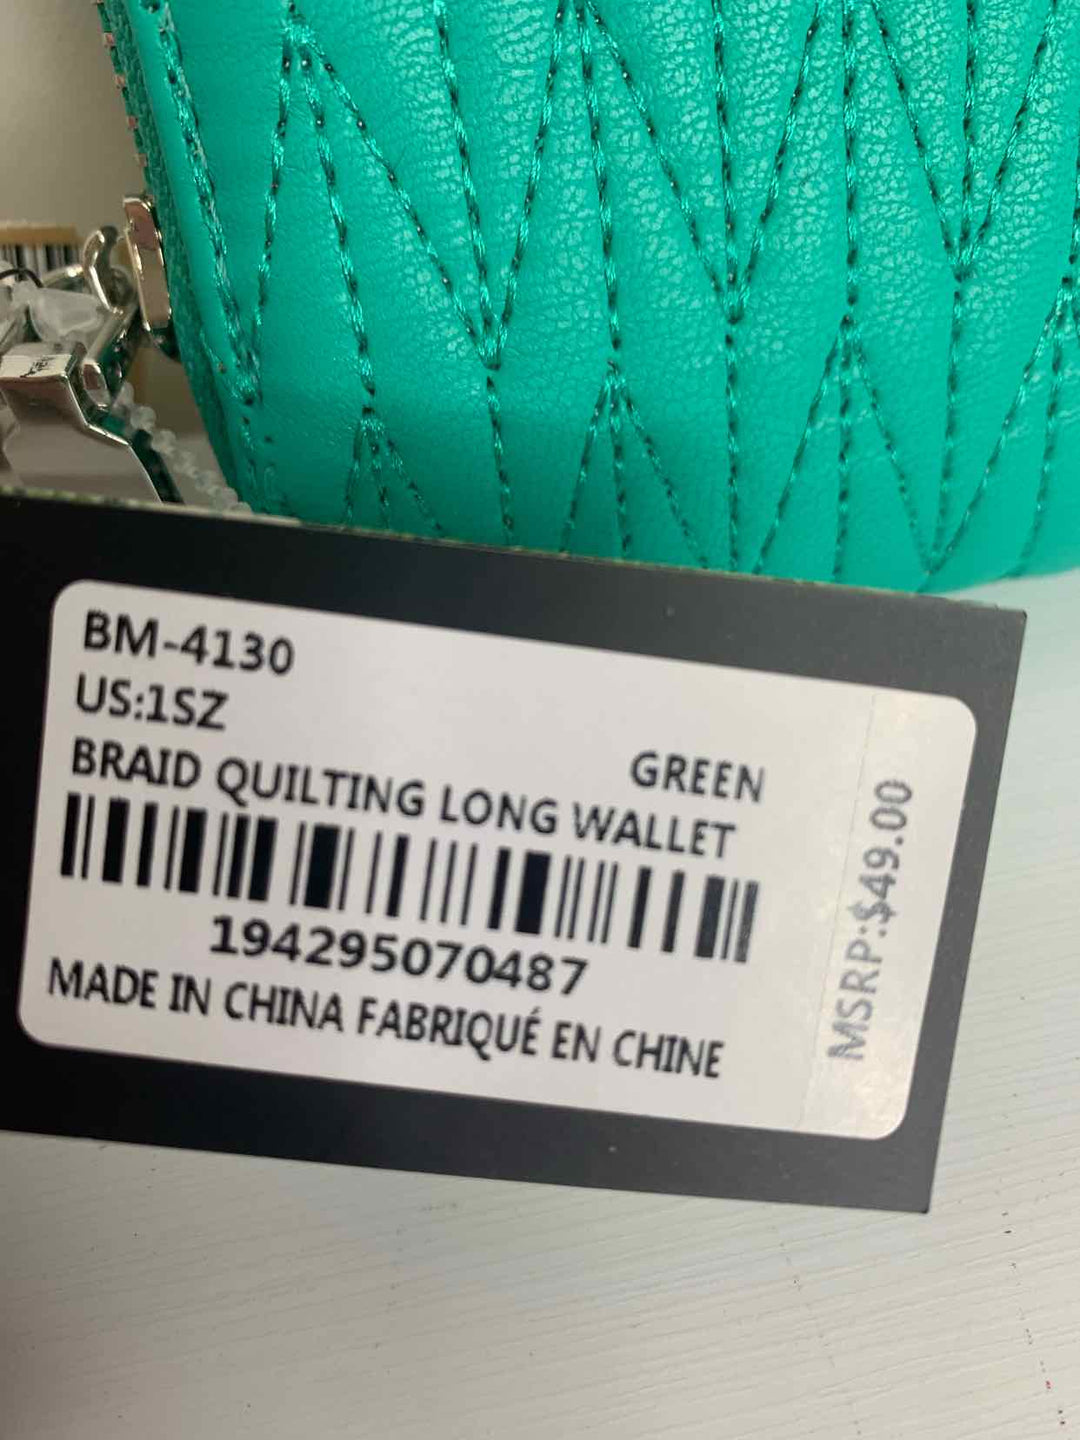 BM-4130
US:1SZ
GREEN
BRAID QUILTING LONG WALLET
194295070487
MADE IN CHINA FABRIQUÉ EN CHINE
MSRP:$49.00